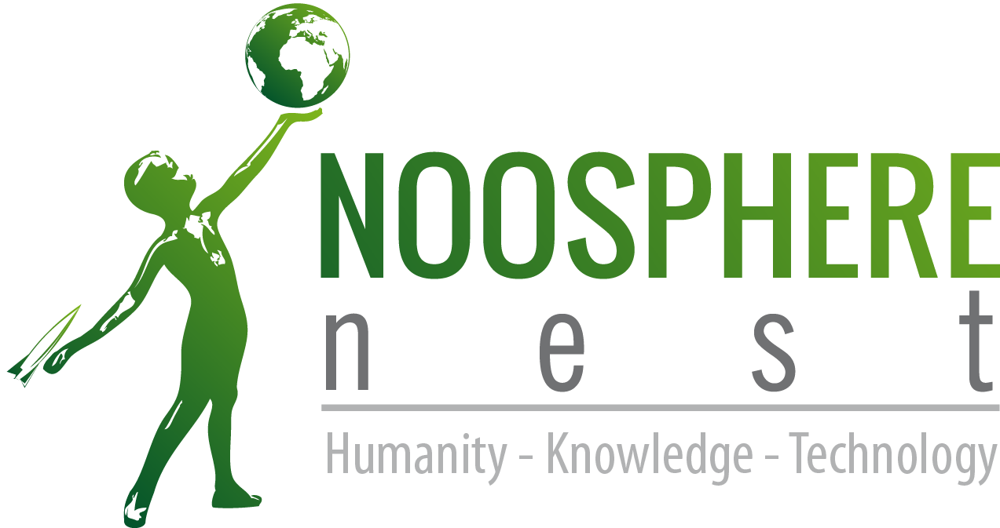 NOOSPHERE
nest
Humanity - Knowledge - Technology